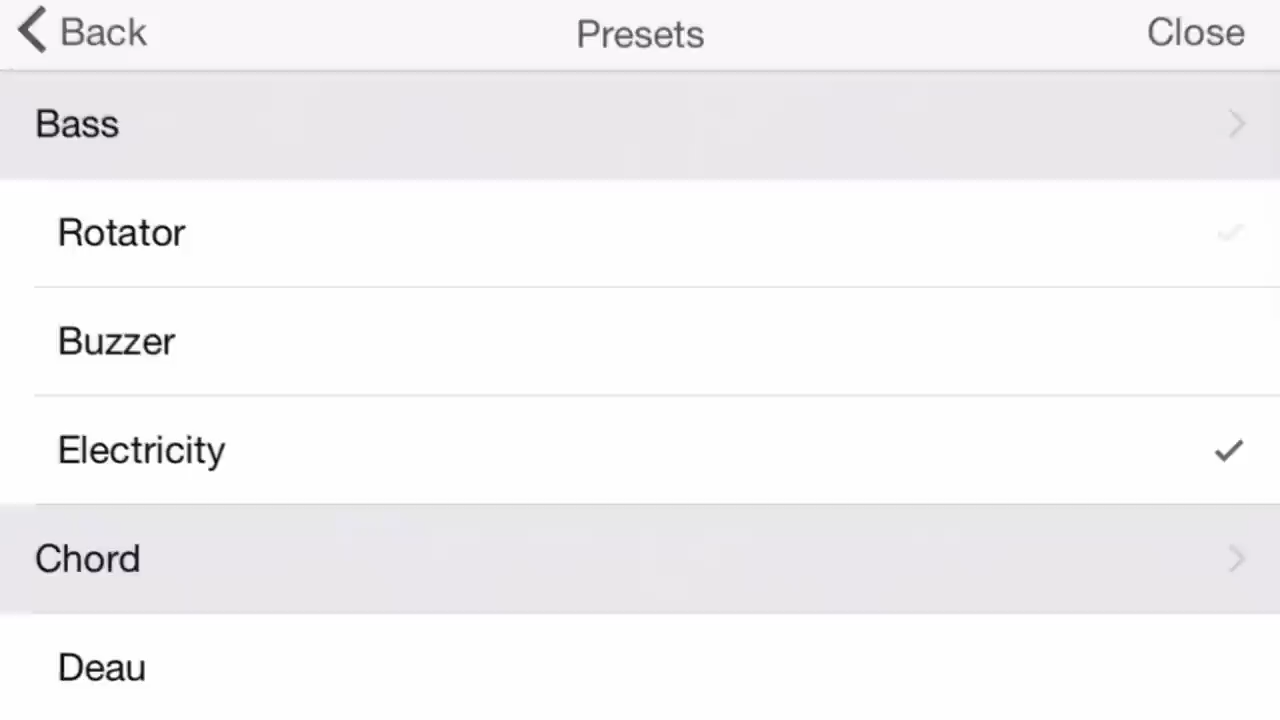 Back Presets Close
Bass
Rotator
Buzzer
Electricity
Chord
Deau